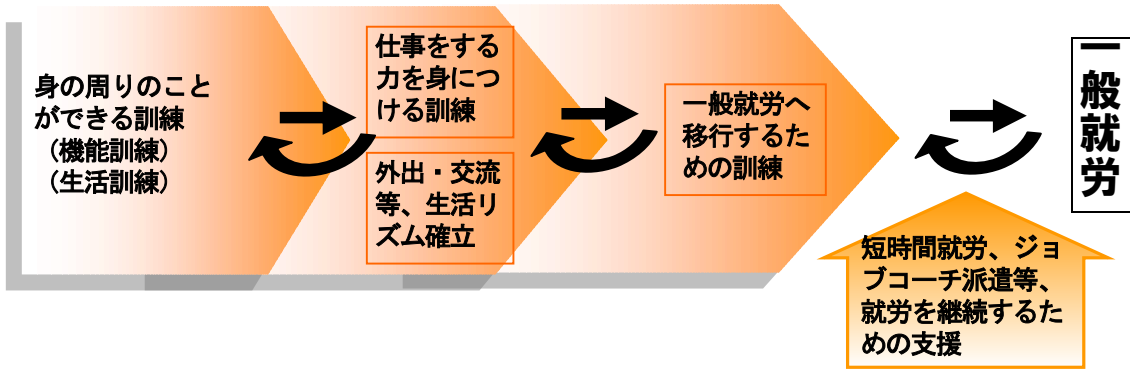 身の周りのこと
ができる訓練
（機能訓練）
（生活訓練）
仕事をする
力を身につ
ける訓練
外出・交流
等、生活リ
ズム確立
一般就労へ
移行するた
めの訓練
一般就労
短時間就労、ジョ
ブコーチ派遣等、
就労を継続するた
めの支援